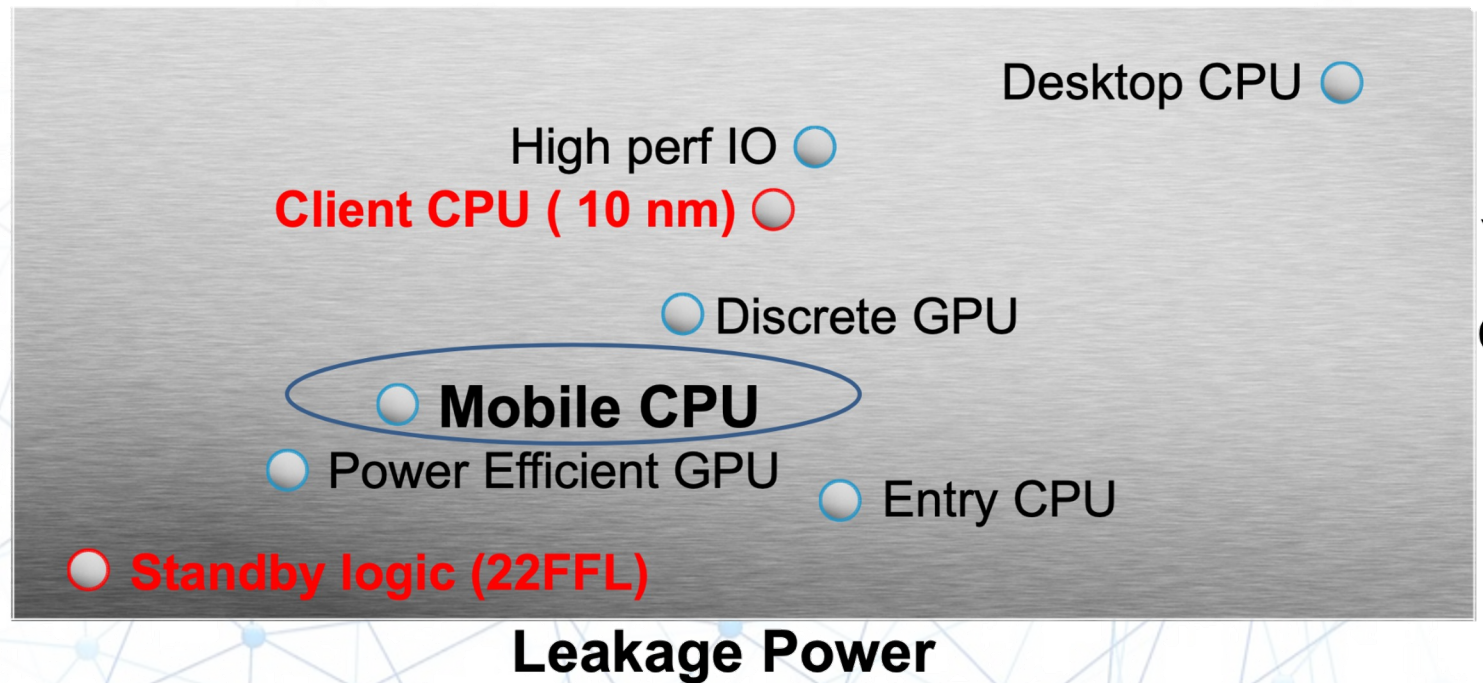 Desktop CPU
High perf IO
Client CPU ( 10 nm)
Discrete GPU
Mobile CPU
Power Efficient GPU
Entry CPU
Standby logic (22FFL)
Leakage Power